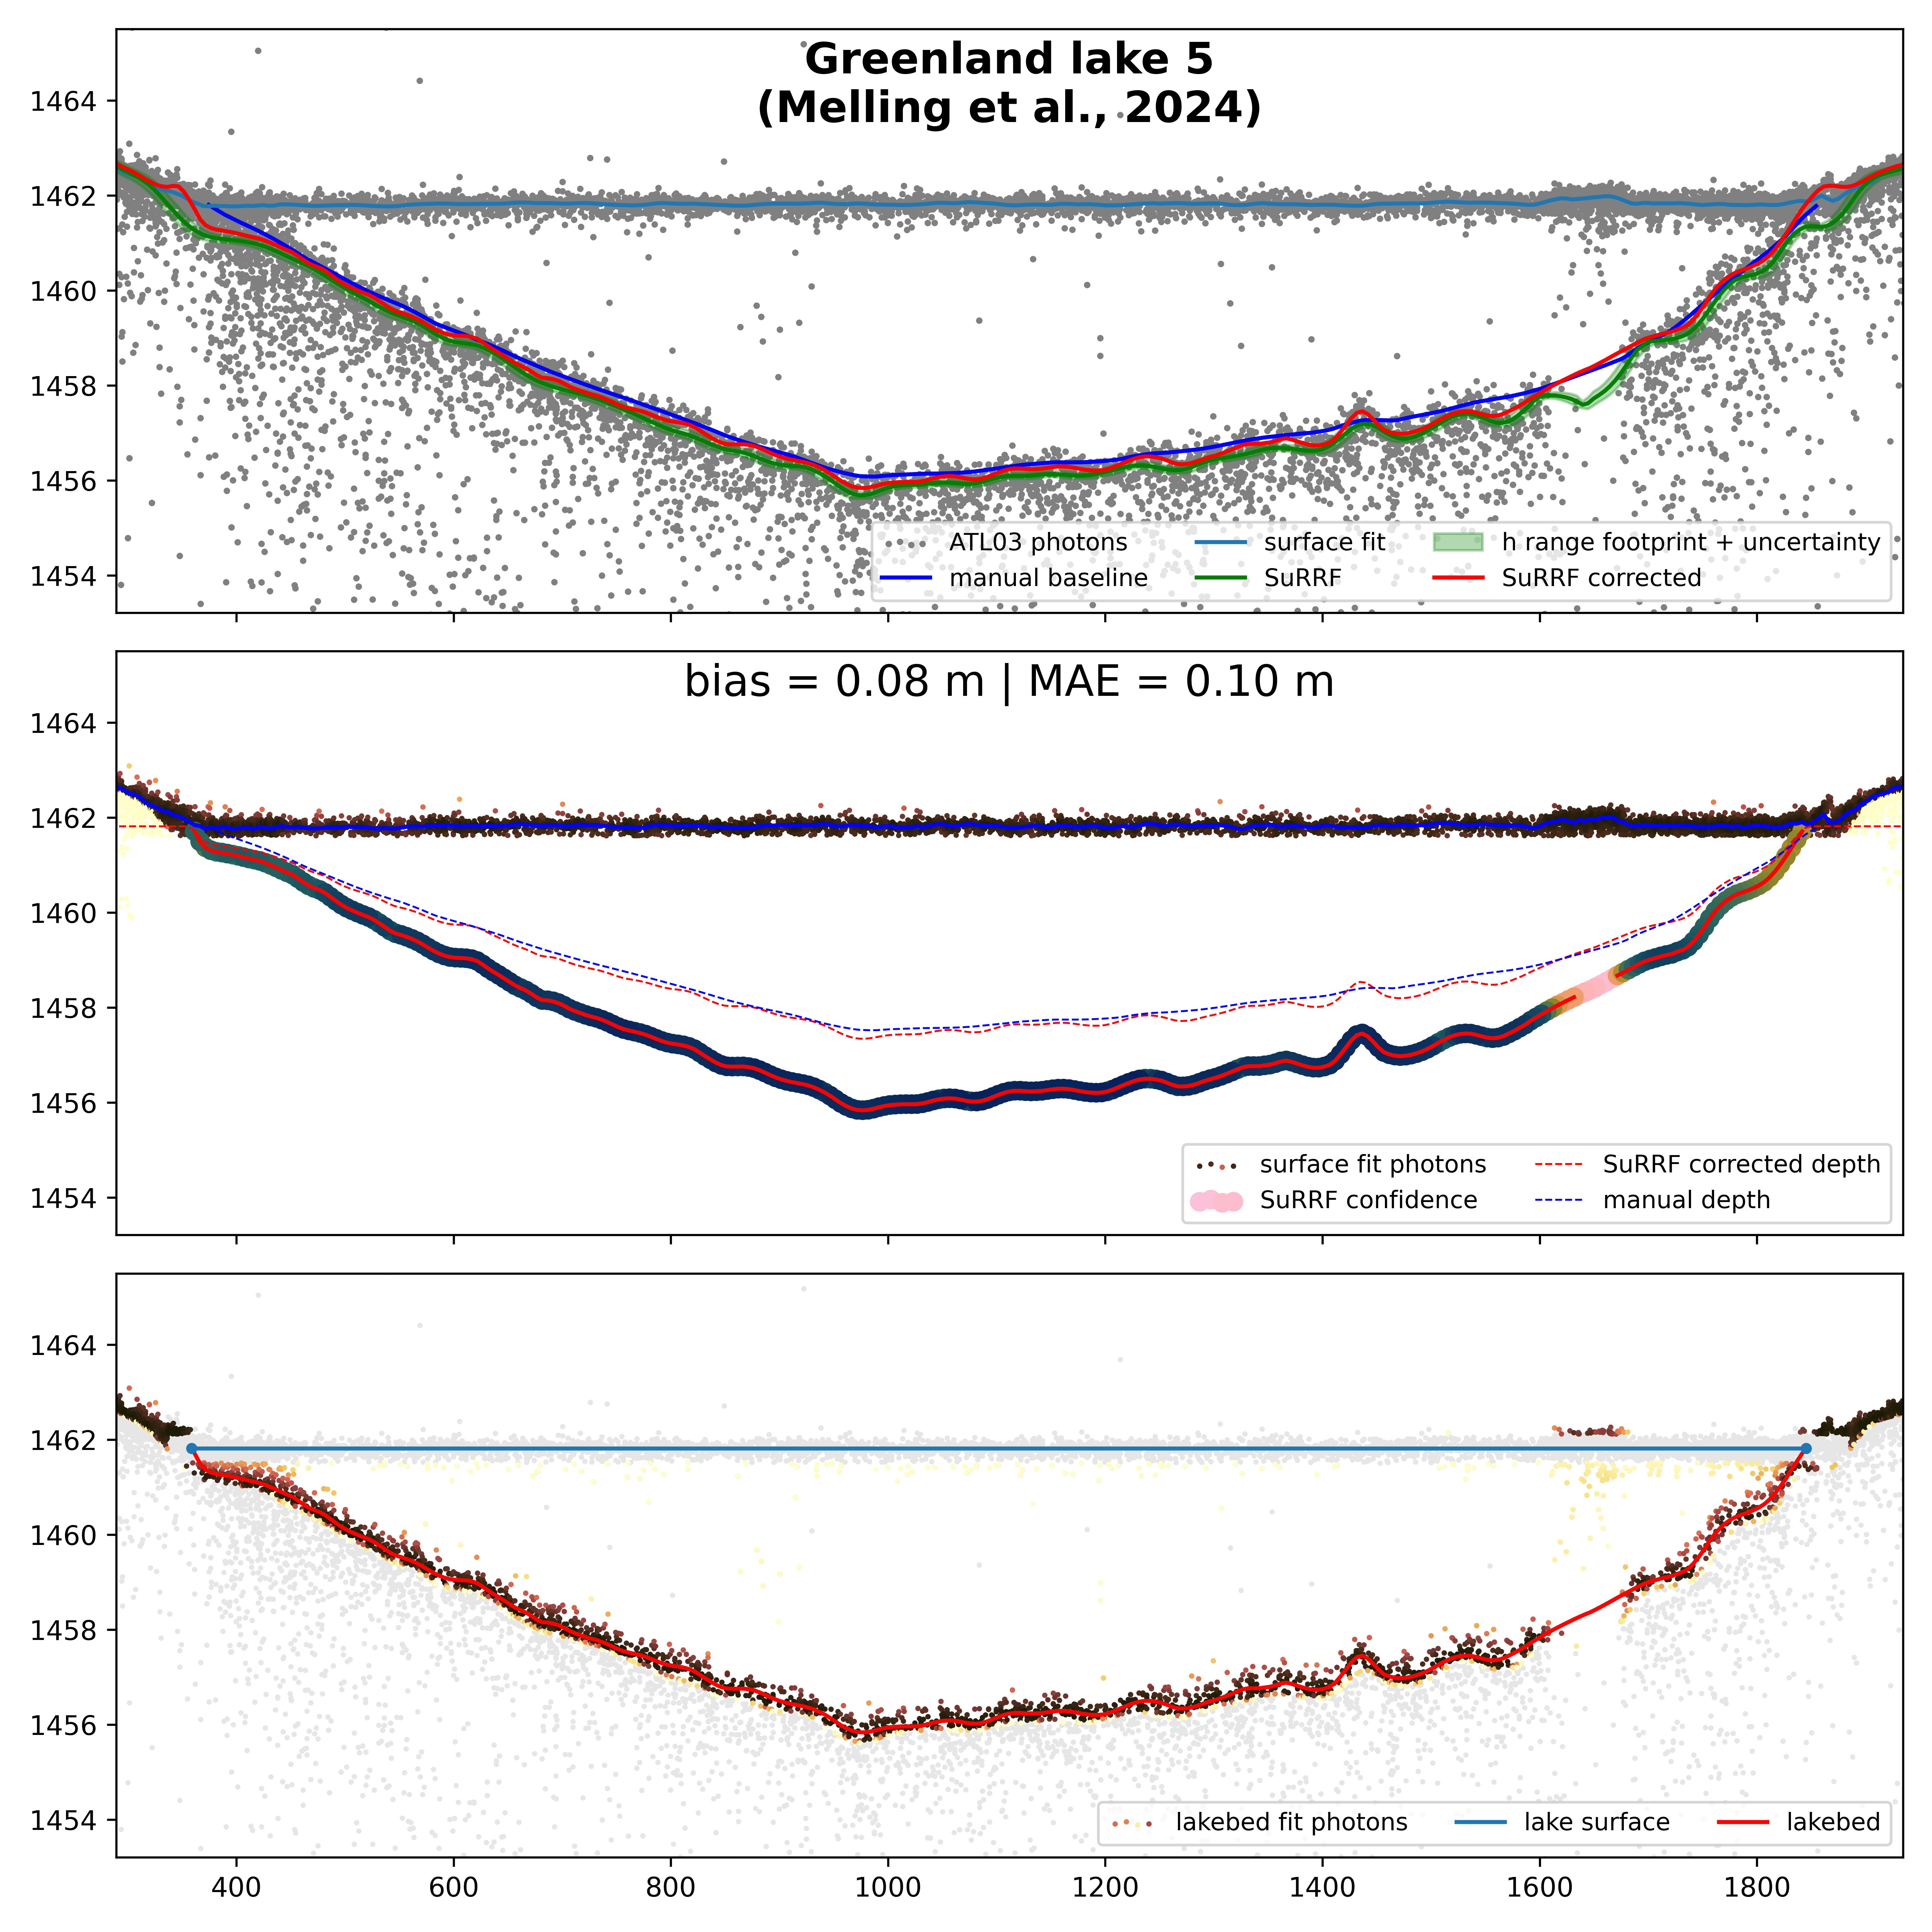 Greenland lake 5
(Melling et al., 2024)
1464
1462
1460
1458
1456
1454
ATL03 photons
surface fit
h range footprint + uncertainty
manual baseline
SuRRF
SuRRF corrected
bias = 0.08 m | MAE = 0.10 m
1464
1462
1460
1458
1456
1454
surface fit photons
SuRRF corrected depth
SuRRF confidence
manual depth
1464
1462
1460
1458
1456
1454
lakebed fit photons
lake surface
lakebed
400 600 800 1000 1200 1400 1600 1800